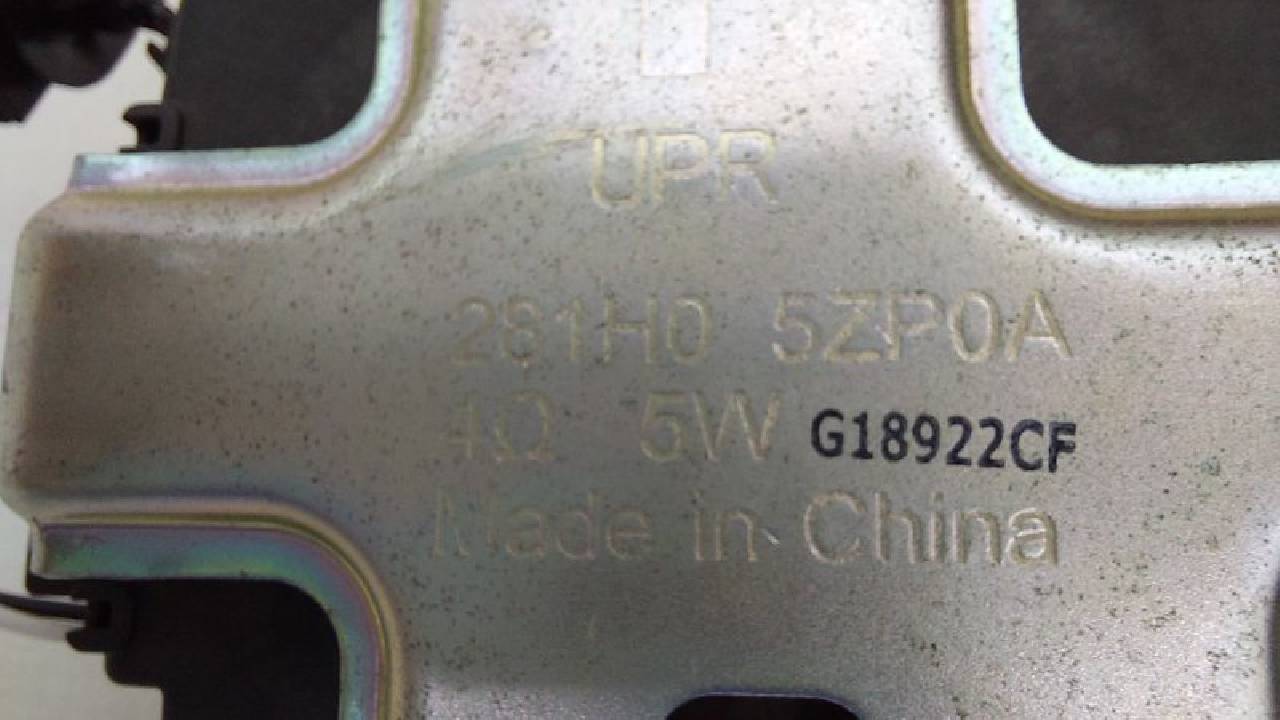 UPR
281H0 5ZP0A
4Ω 5W G18922CF
Made in China